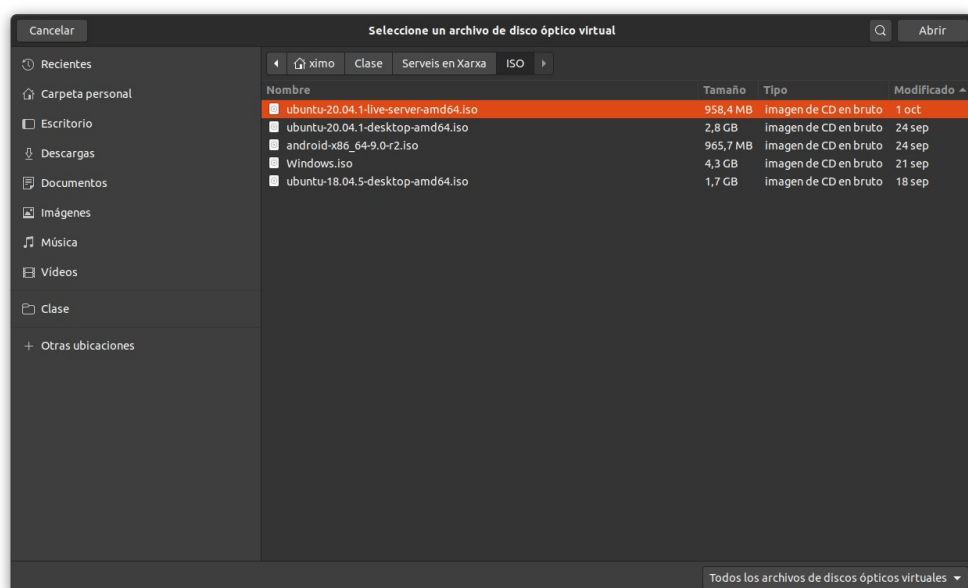 Cancelar
Seleccione un archivo de disco óptico virtual
Abrir
Recientes
Carpeta personal
Escritorio
Descargas
Documentos
Imágenes
Música
Vídeos
Clase
Otras ubicaciones
ximo Clase Serveis en Xarxa ISO
Nombre Tamaño Tipo Modificado
ubuntu-20.04.1-live-server-amd64.iso 958,4 MB imagen de CD en bruto 1 oct
ubuntu-20.04.1-desktop-amd64.iso 2,8 GB imagen de CD en bruto 24 sep
android-x86_64-9.0-r2.iso 965,7 MB imagen de CD en bruto 24 sep
Windows.iso 4,3 GB imagen de CD en bruto 21 sep
ubuntu-18.04.5-desktop-amd64.iso 1,7 GB imagen de CD en bruto 18 sep
Todos los archivos de discos ópticos virtuales